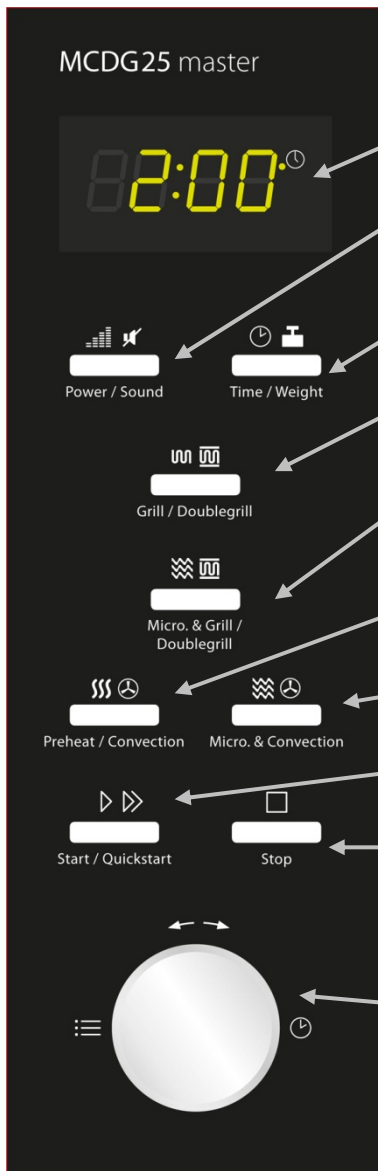 MCDG25 master
2:00
Power / Sound
Time / Weight
Grill / Doublegrill
Micro. & Grill /
Doublegrill
Preheat / Convection
Micro. & Convection
Start / Quickstart
Stop